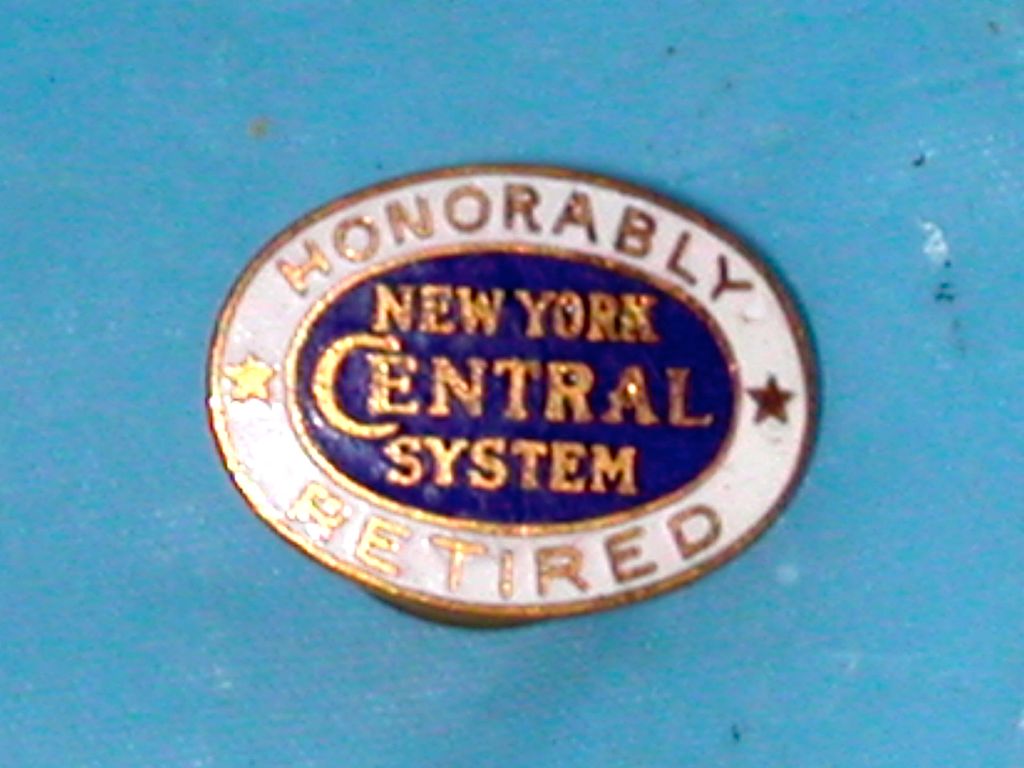 HONORABLY
NEW YORK
CENTRAL
SYSTEM
RETIRED